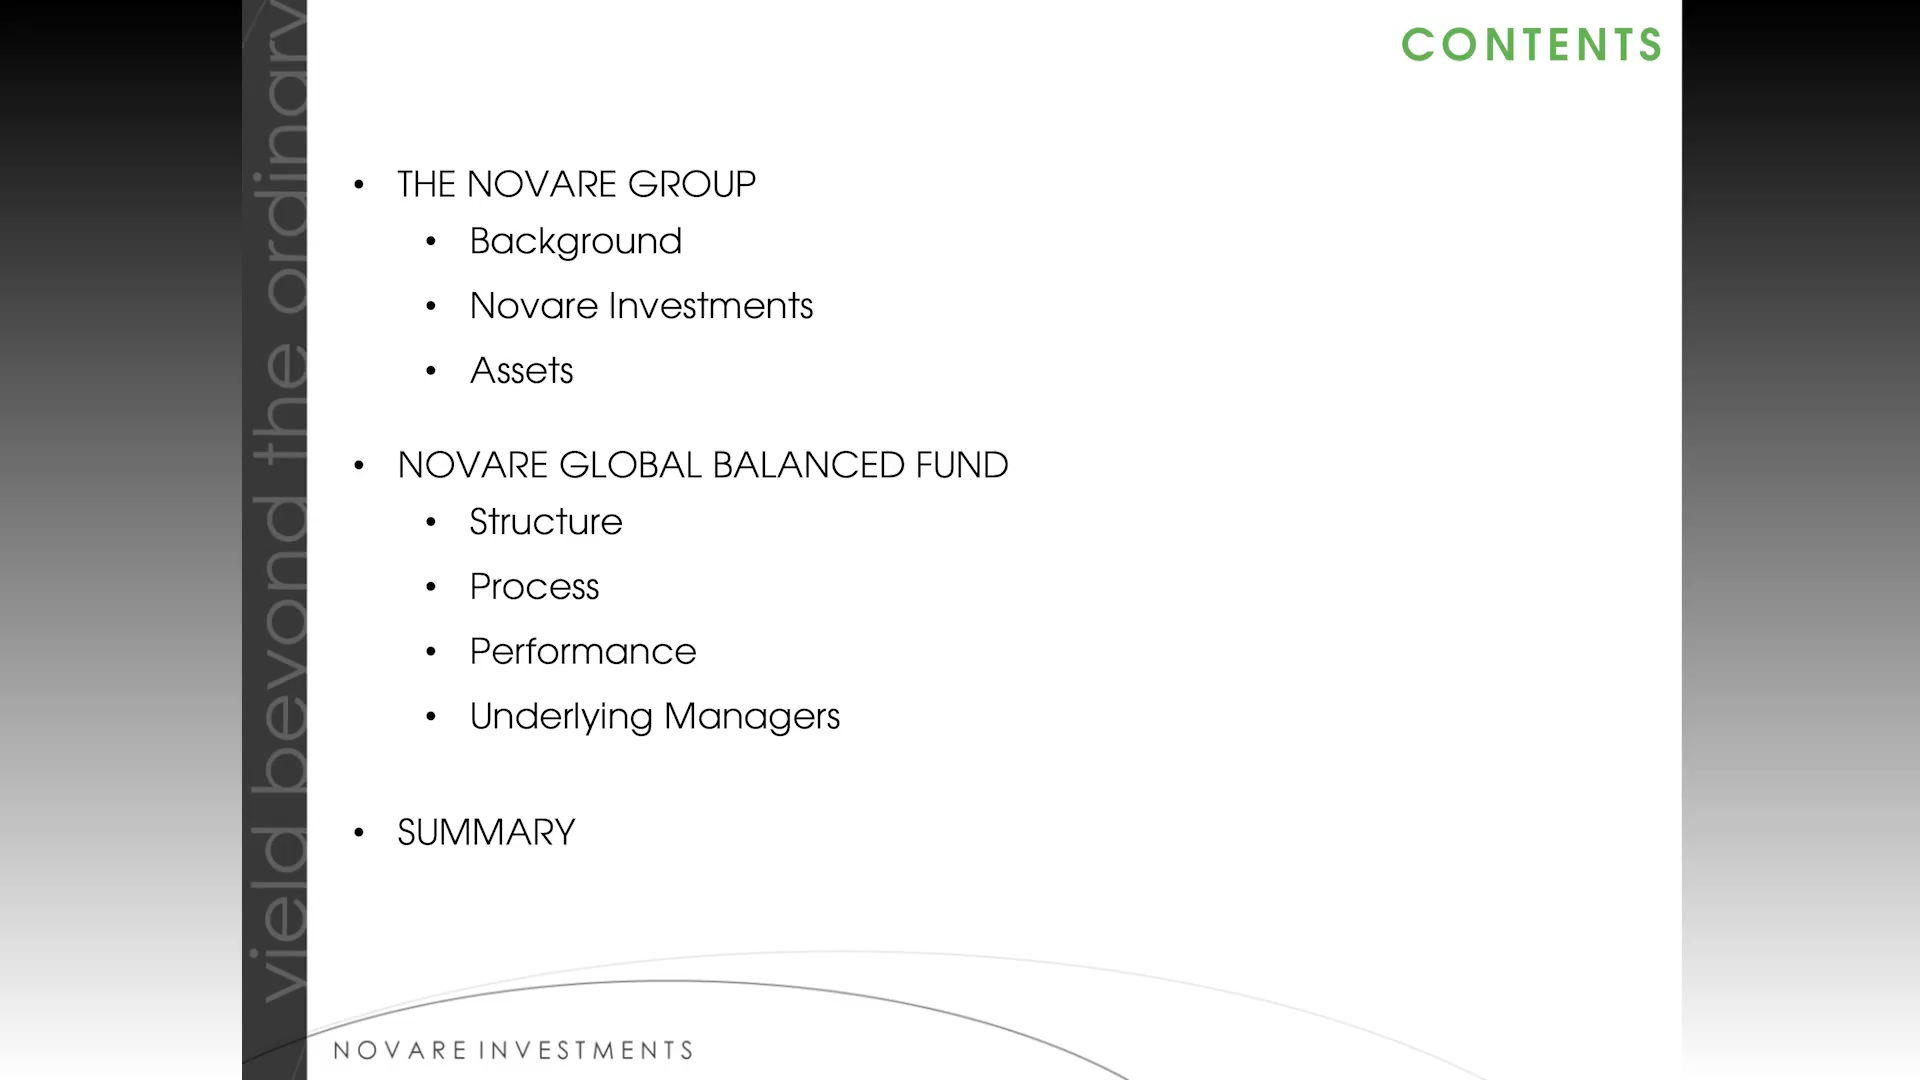 CONTENTS
• THE NOVARE GROUP
• Background
• Novare Investments
• Assets
• NOVARE GLOBAL BALANCED FUND
• Structure
• Process
• Performance
• Underlying Managers
• SUMMARY
yield beyond the ordinary
NOVARE INVESTMENTS